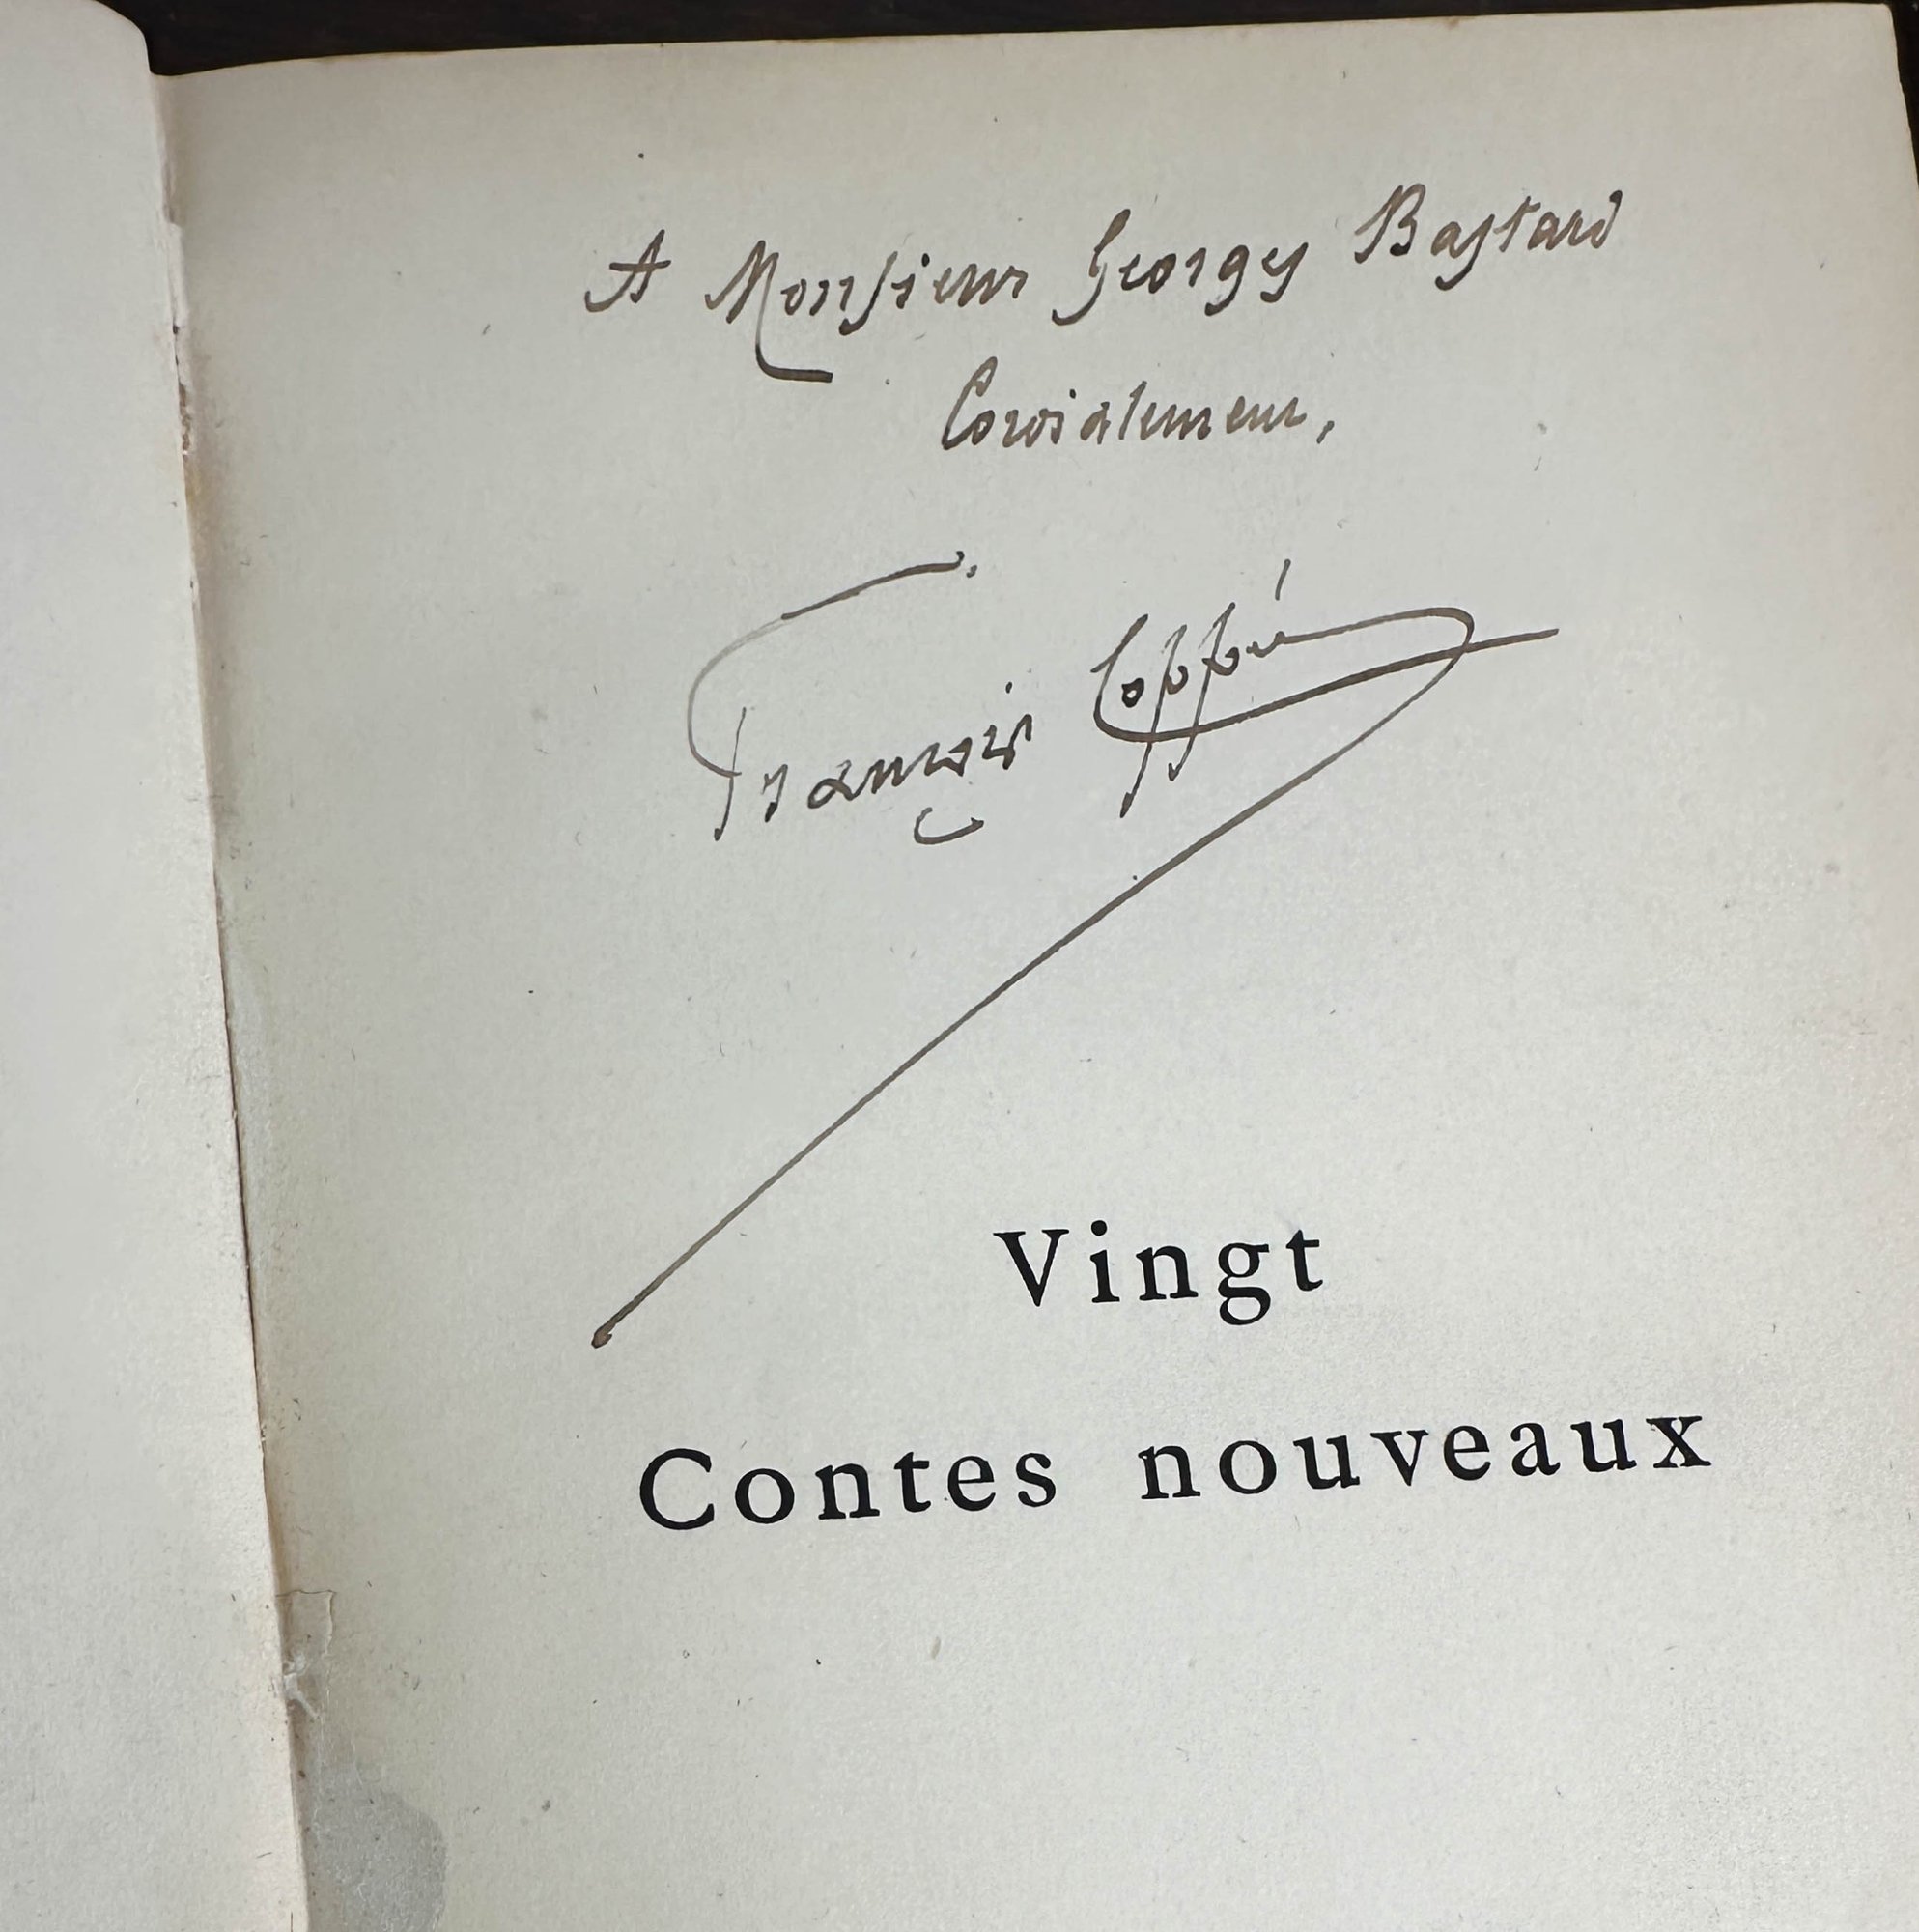 A Monsieur Georges Bastard
Cordialement,
François Coppée
Vingt
Contes nouveaux